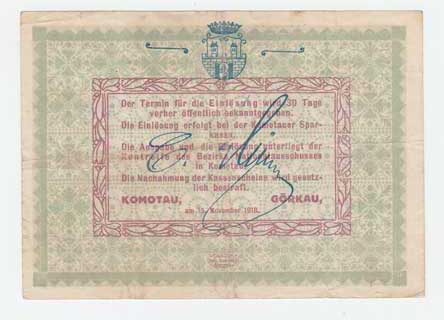 Der Termin für die Einlösung wird 30 Tage
vorher öffentlich bekanntgegeben.
Die Einlösung erfolgt bei der Komotauer Spar-
kassa.
Die Ausgabe und die Einlösung unterliegt der
Kontrolle des Bezirks-Nationalausschusses
in Komotau.
Die Nachahmung der Kassenscheine wird gesetz-
lich bestraft.
KOMOTAU, GÖRKAU,
am 15. November 1918.